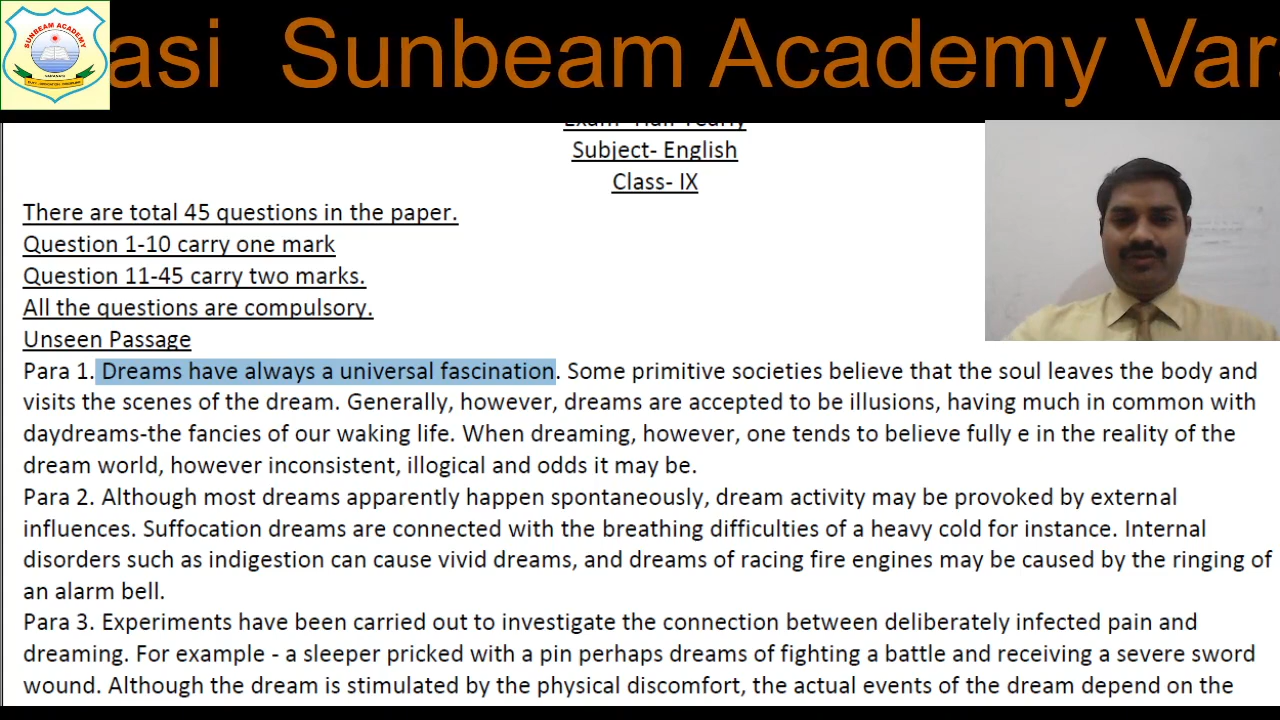 asi Sunbeam Academy Var
SUNBEAM ACADEMY
VARANASI
Exam- Half Yearly
Subject- English
Class- IX
There are total 45 questions in the paper.
Question 1-10 carry one mark
Question 11-45 carry two marks.
All the questions are compulsory.
Unseen Passage
Para 1. Dreams have always a universal fascination. Some primitive societies believe that the soul leaves the body and
visits the scenes of the dream. Generally, however, dreams are accepted to be illusions, having much in common with
daydreams-the fancies of our waking life. When dreaming, however, one tends to believe fully e in the reality of the
dream world, however inconsistent, illogical and odds it may be.
Para 2. Although most dreams apparently happen spontaneously, dream activity may be provoked by external
influences. Suffocation dreams are connected with the breathing difficulties of a heavy cold for instance. Internal
disorders such as indigestion can cause vivid dreams, and dreams of racing fire engines may be caused by the ringing of
an alarm bell.
Para 3. Experiments have been carried out to investigate the connection between deliberately infected pain and
dreaming. For example - a sleeper pricked with a pin perhaps dreams of fighting a battle and receiving a severe sword
wound. Although the dream is stimulated by the physical discomfort, the actual events of the dream depend on the